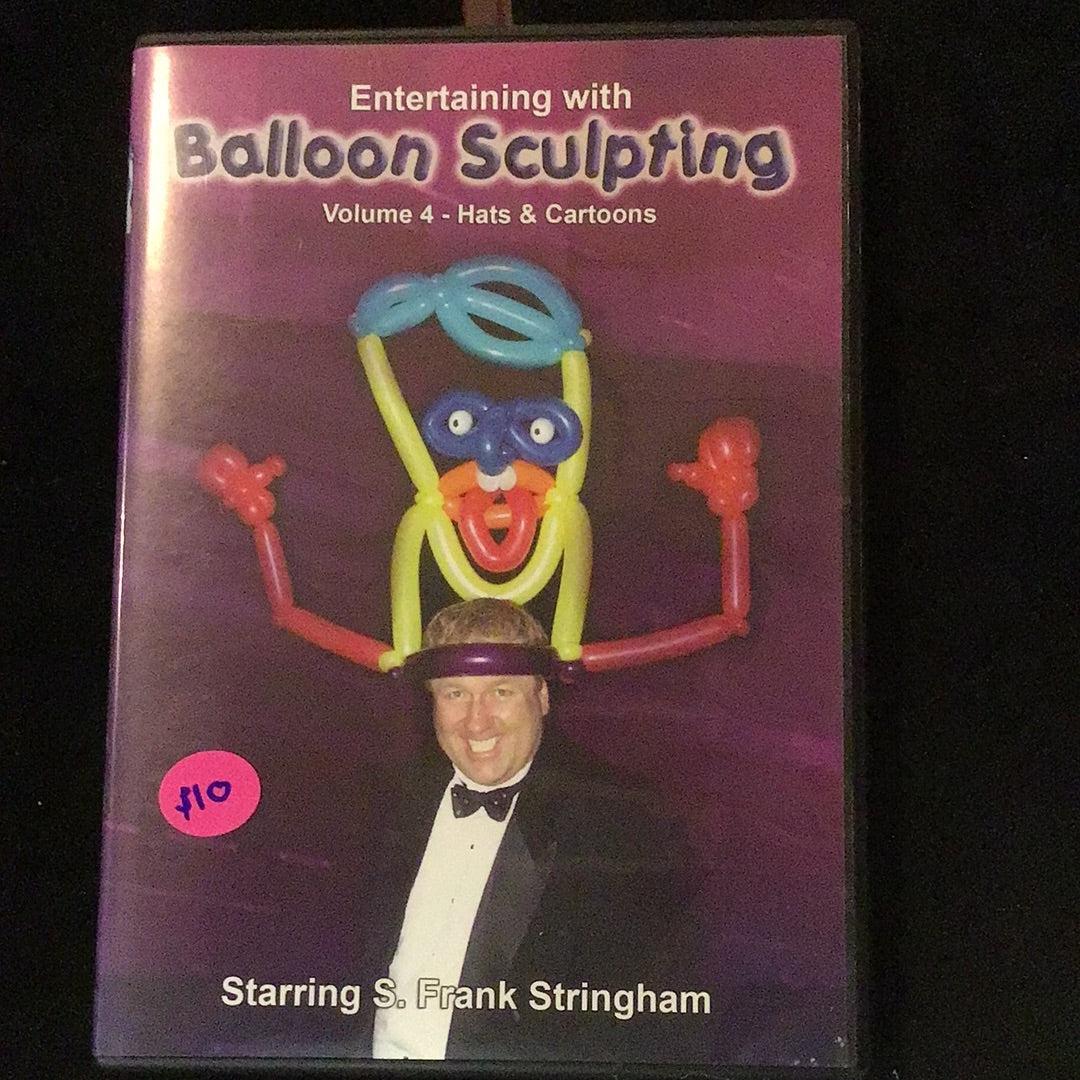 Entertaining with
Balloon Sculpting
Volume 4 - Hats & Cartoons
$10
Starring S. Frank Stringham